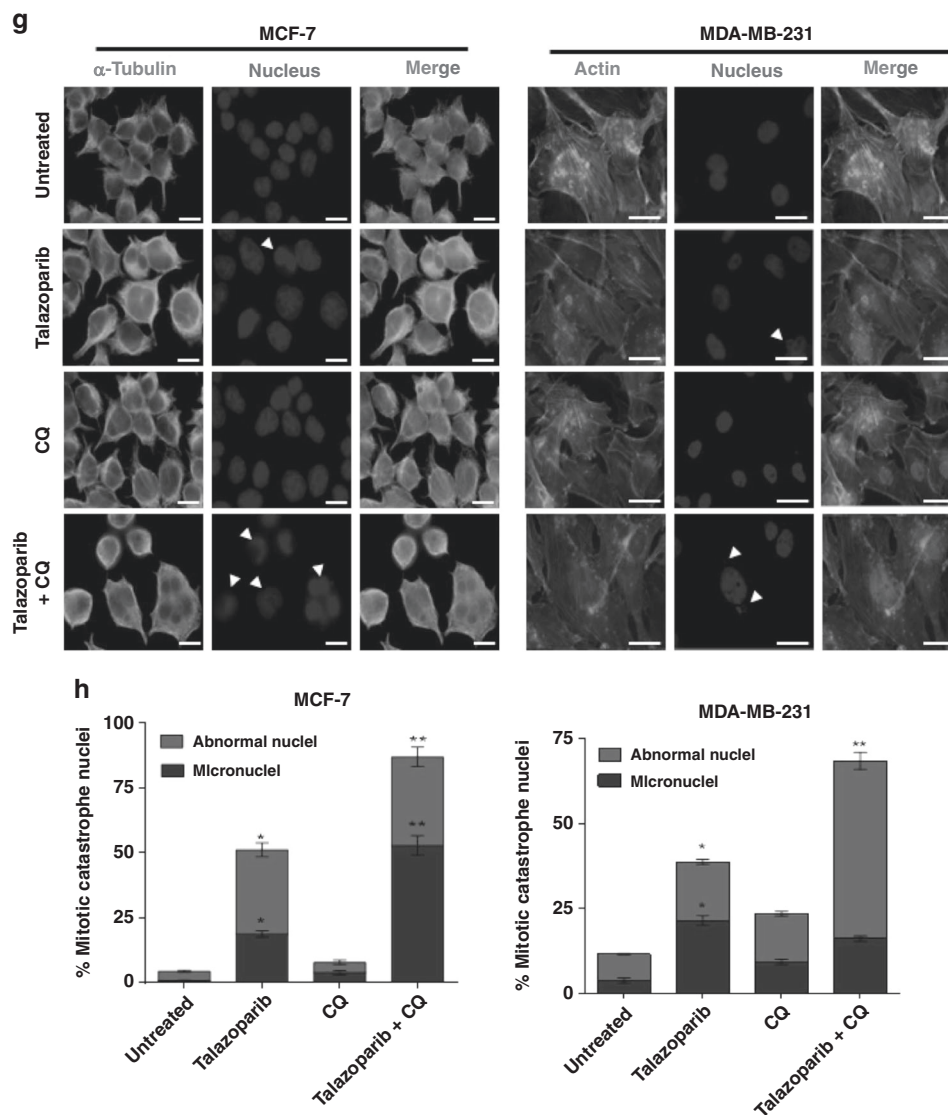 g
MCF-7
MDA-MB-231
α-Tubulin
Nucleus
Merge
Actin
Nucleus
Merge
Untreated
Talazoparib
CQ
Talazoparib
+ CQ
h
MCF-7
% Mitotic catastrophe nuclei
100
75
50
25
0
Abnormal nuclei
MIcronucleI
*
*
**
**
Untreated
Talazoparib
CQ
Talazoparib + CQ
MDA-MB-231
% Mitotic catastrophe nuclei
75
50
25
0
Abnormal nucleI
MIcronucleI
*
*
**
Untreated
Talazoparib
CQ
Talazoparib + CQ